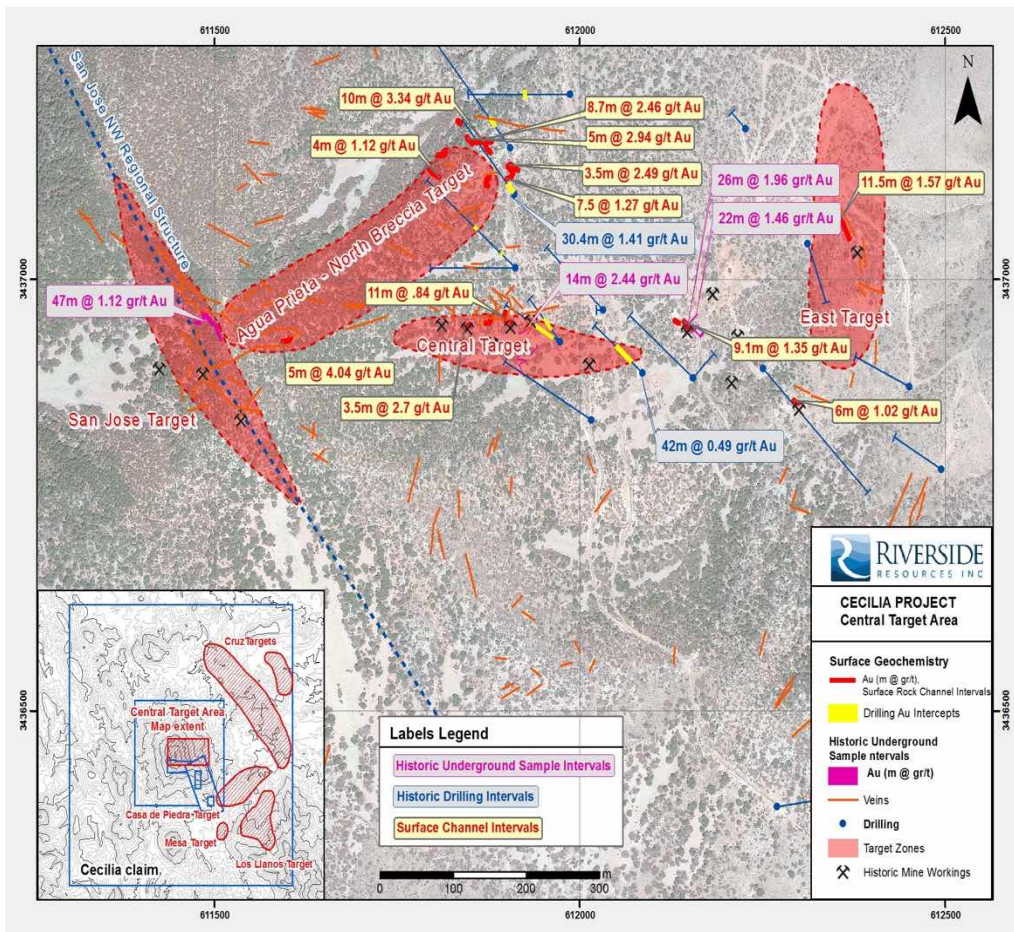 611500
612000
612500
3437000
3436500
3437000
3436500
611500
612000
612500
N
San Jose NW Regional Structure
10m @ 3.34 g/t Au
8.7m @ 2.46 g/t Au
5m @ 2.94 g/t Au
4m @ 1.12 g/t Au
3.5m @ 2.49 g/t Au
7.5 @ 1.27 g/t Au
26m @ 1.96 gr/t Au
11.5m @ 1.57 g/t Au
22m @ 1.46 gr/t Au
30.4m @ 1.41 gr/t Au
Agua Prieta - North Breccia Target
14m @ 2.44 gr/t Au
47m @ 1.12 gr/t Au
11m @ .84 g/t Au
East Target
Central Target
9.1m @ 1.35 g/t Au
5m @ 4.04 g/t Au
3.5m @ 2.7 g/t Au
San Jose Target
6m @ 1.02 g/t Au
42m @ 0.49 gr/t Au
Cruz Targets
Central Target Area
Map extent
Casa de Piedra Target
Mesa Target
Los Llanos Target
Cecilia claim
Labels Legend
Historic Underground Sample Intervals
Historic Drilling Intervals
Surface Channel Intervals
0 100 200 300 m
RIVERSIDE
RESOURCES INC
CECILIA PROJECT
Central Target Area
Surface Geochemistry
Au (m @ gr/t),
Surface Rock Channel Intervals
Drilling Au Intercepts
Historic Underground
Sample ntervals
Au (m @ gr/t)
Veins
Drilling
Target Zones
Historic Mine Workings